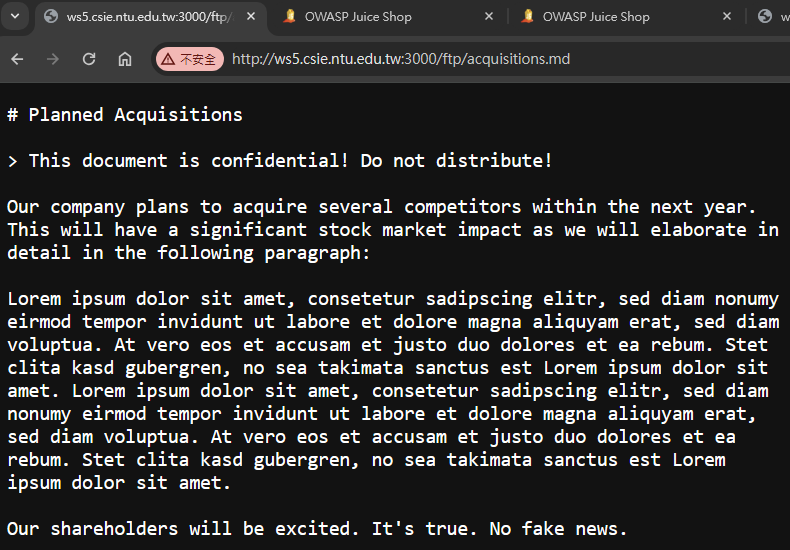 ws5.csie.ntu.edu.tw:3000/ftp/
OWASP Juice Shop
OWASP Juice Shop
不安全
http://ws5.csie.ntu.edu.tw:3000/ftp/acquisitions.md
# Planned Acquisitions
> This document is confidential! Do not distribute!
Our company plans to acquire several competitors within the next year.
This will have a significant stock market impact as we will elaborate in
detail in the following paragraph:
Lorem ipsum dolor sit amet, consetetur sadipscing elitr, sed diam nonumy
eirmod tempor invidunt ut labore et dolore magna aliquyam erat, sed diam
voluptua. At vero eos et accusam et justo duo dolores et ea rebum. Stet
clita kasd gubergren, no sea takimata sanctus est Lorem ipsum dolor sit
amet. Lorem ipsum dolor sit amet, consetetur sadipscing elitr, sed diam
nonumy eirmod tempor invidunt ut labore et dolore magna aliquyam erat,
sed diam voluptua. At vero eos et accusam et justo duo dolores et ea
rebum. Stet clita kasd gubergren, no sea takimata sanctus est Lorem
ipsum dolor sit amet.
Our shareholders will be excited. It's true. No fake news.